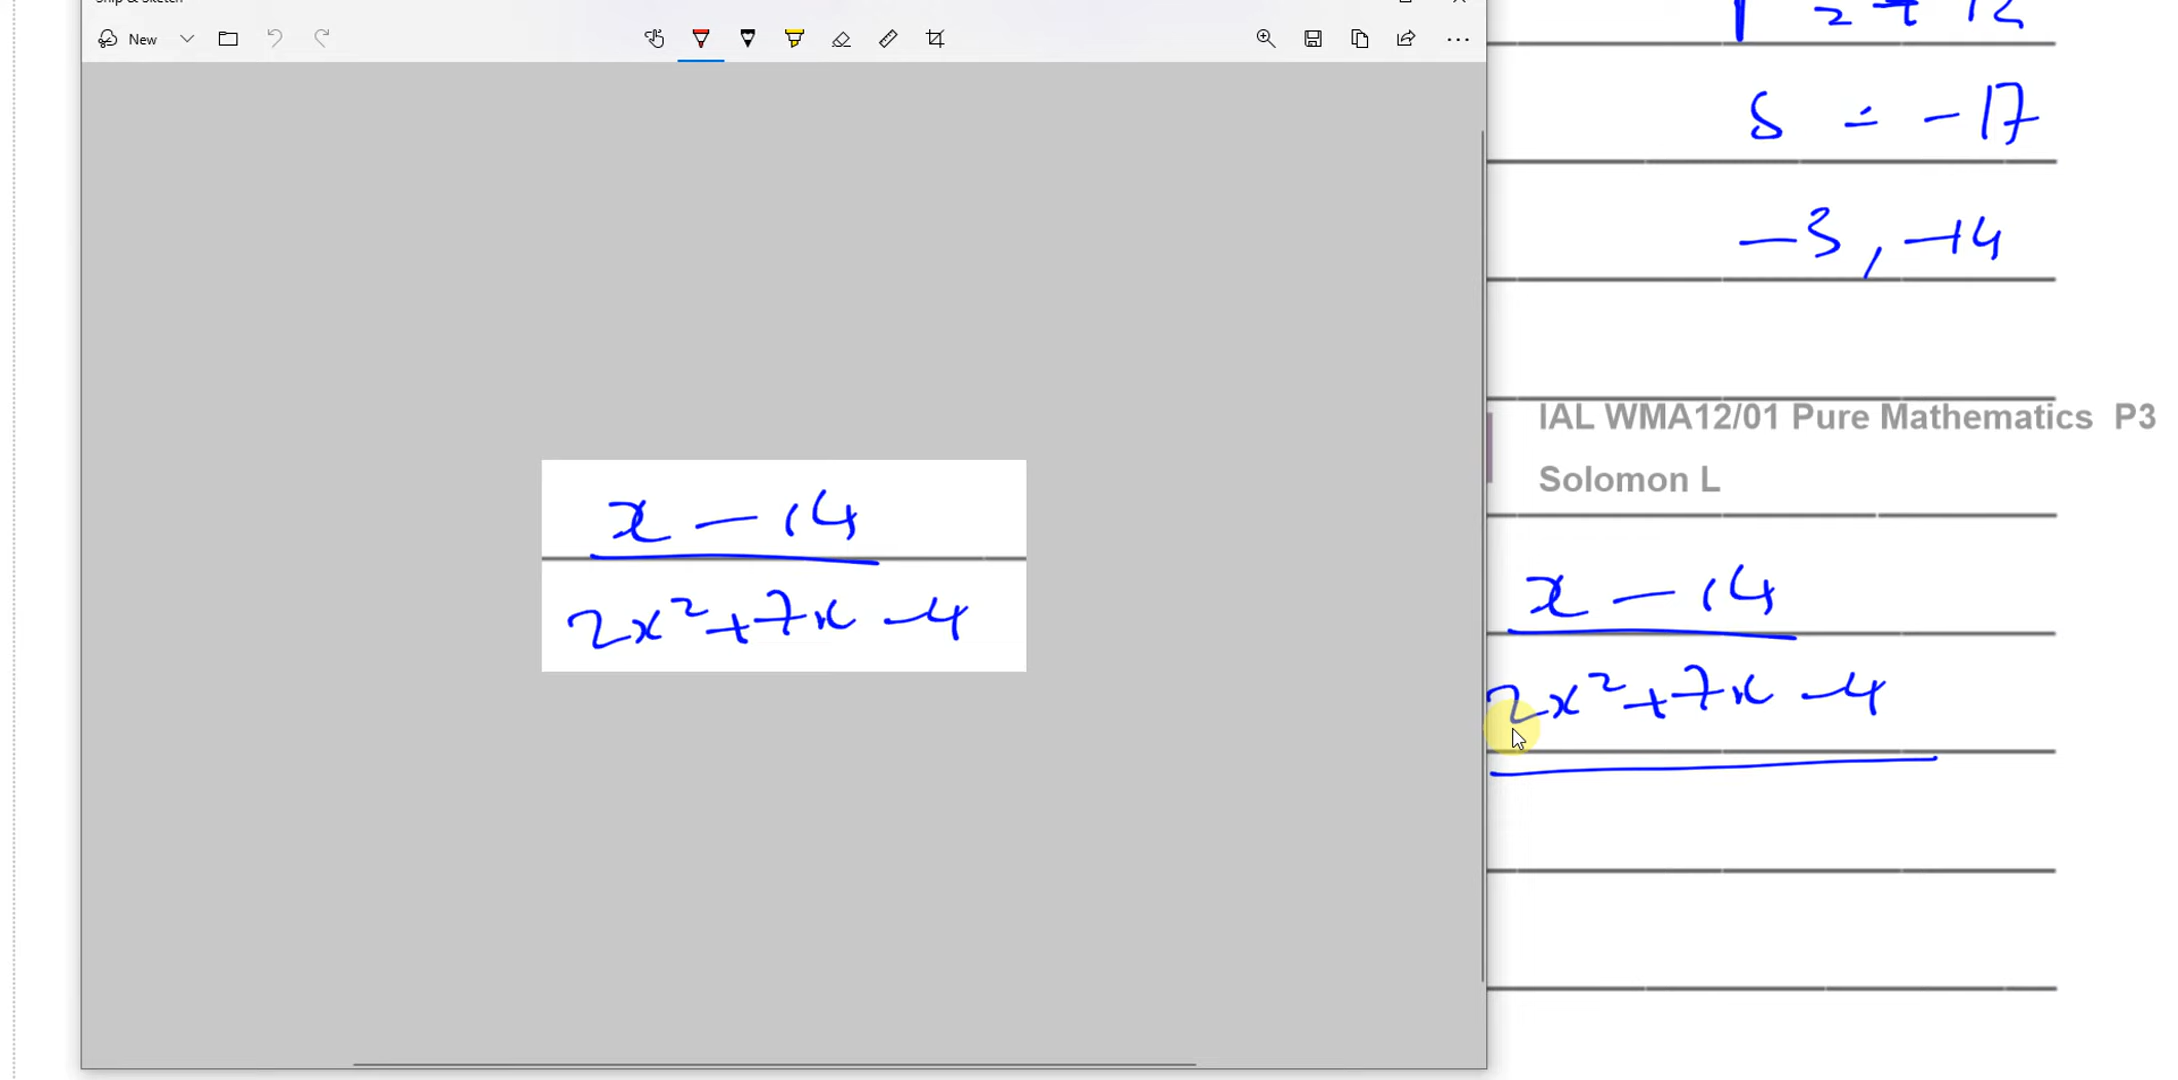 New
x - 14
2x² + 7x - 4
S = -17
-3, -14
IAL WMA12/01 Pure Mathematics P3
Solomon L
x - 14
2x² + 7x - 4